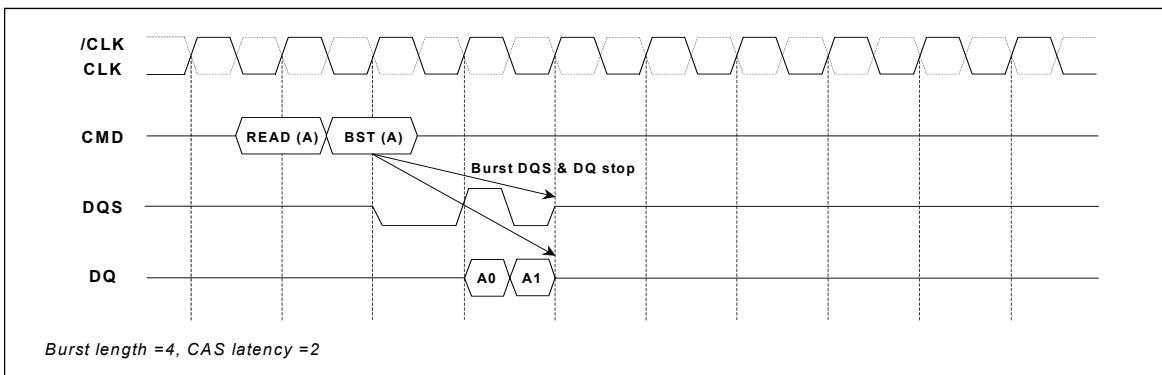 /CLK
CLK
CMD READ (A) BST (A)
Burst DQS & DQ stop
DQS
DQ A0 A1
Burst length =4, CAS latency =2